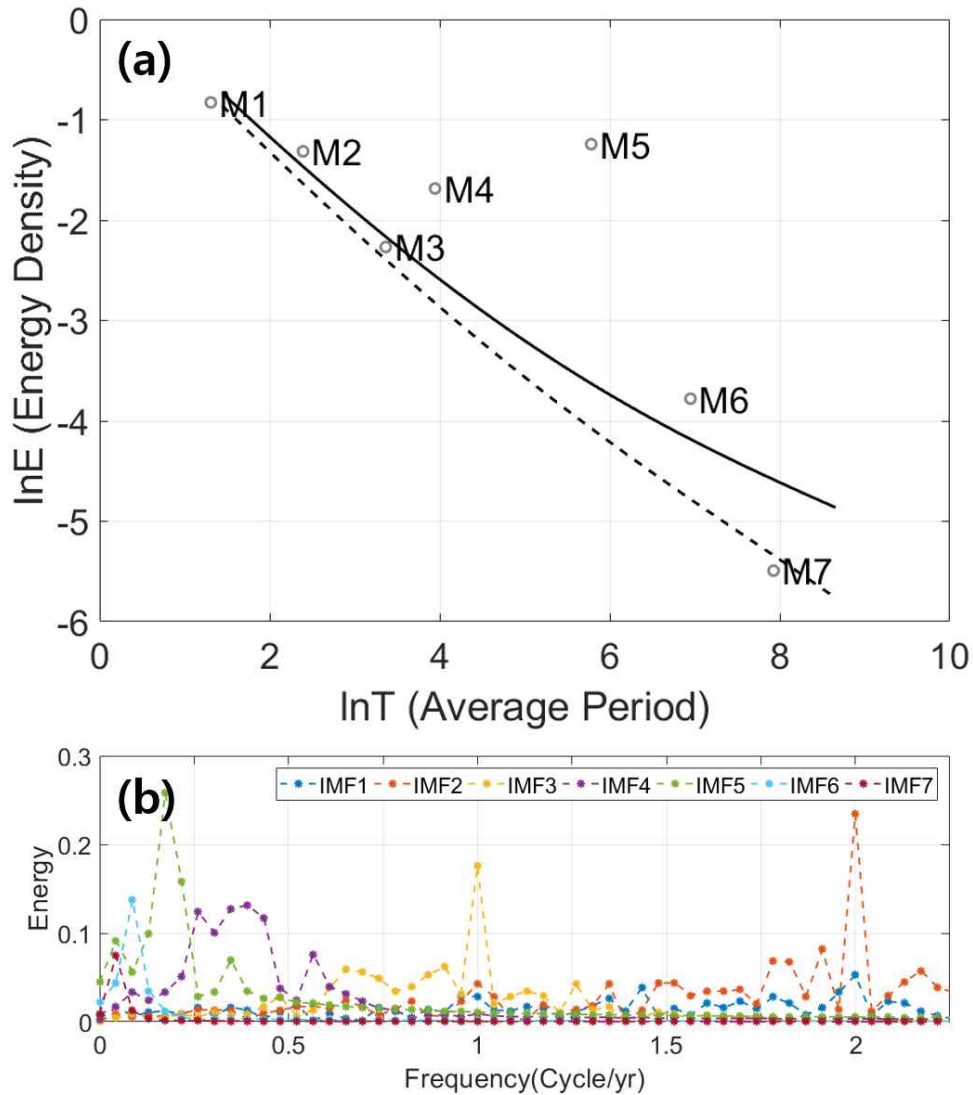 (a)
0
-1
-2
-3
-4
-5
-6
lnE (Energy Density)
M1
M2
M5
M4
M3
M6
M7
0 2 4 6 8 10
lnT (Average Period)
(b)
0.3
0.2
0.1
0
Energy
IMF1 IMF2 IMF3 IMF4 IMF5 IMF6 IMF7
0 0.5 1 1.5 2
Frequency(Cycle/yr)